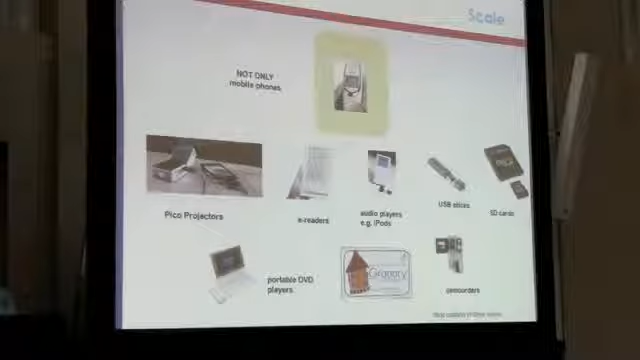 Scale
NOT ONLY
mobile phones
Pico Projectors
e-readers
audio players
e.g. iPods
USB sticks
SD cards
portable DVD
players
Granary
camcorders